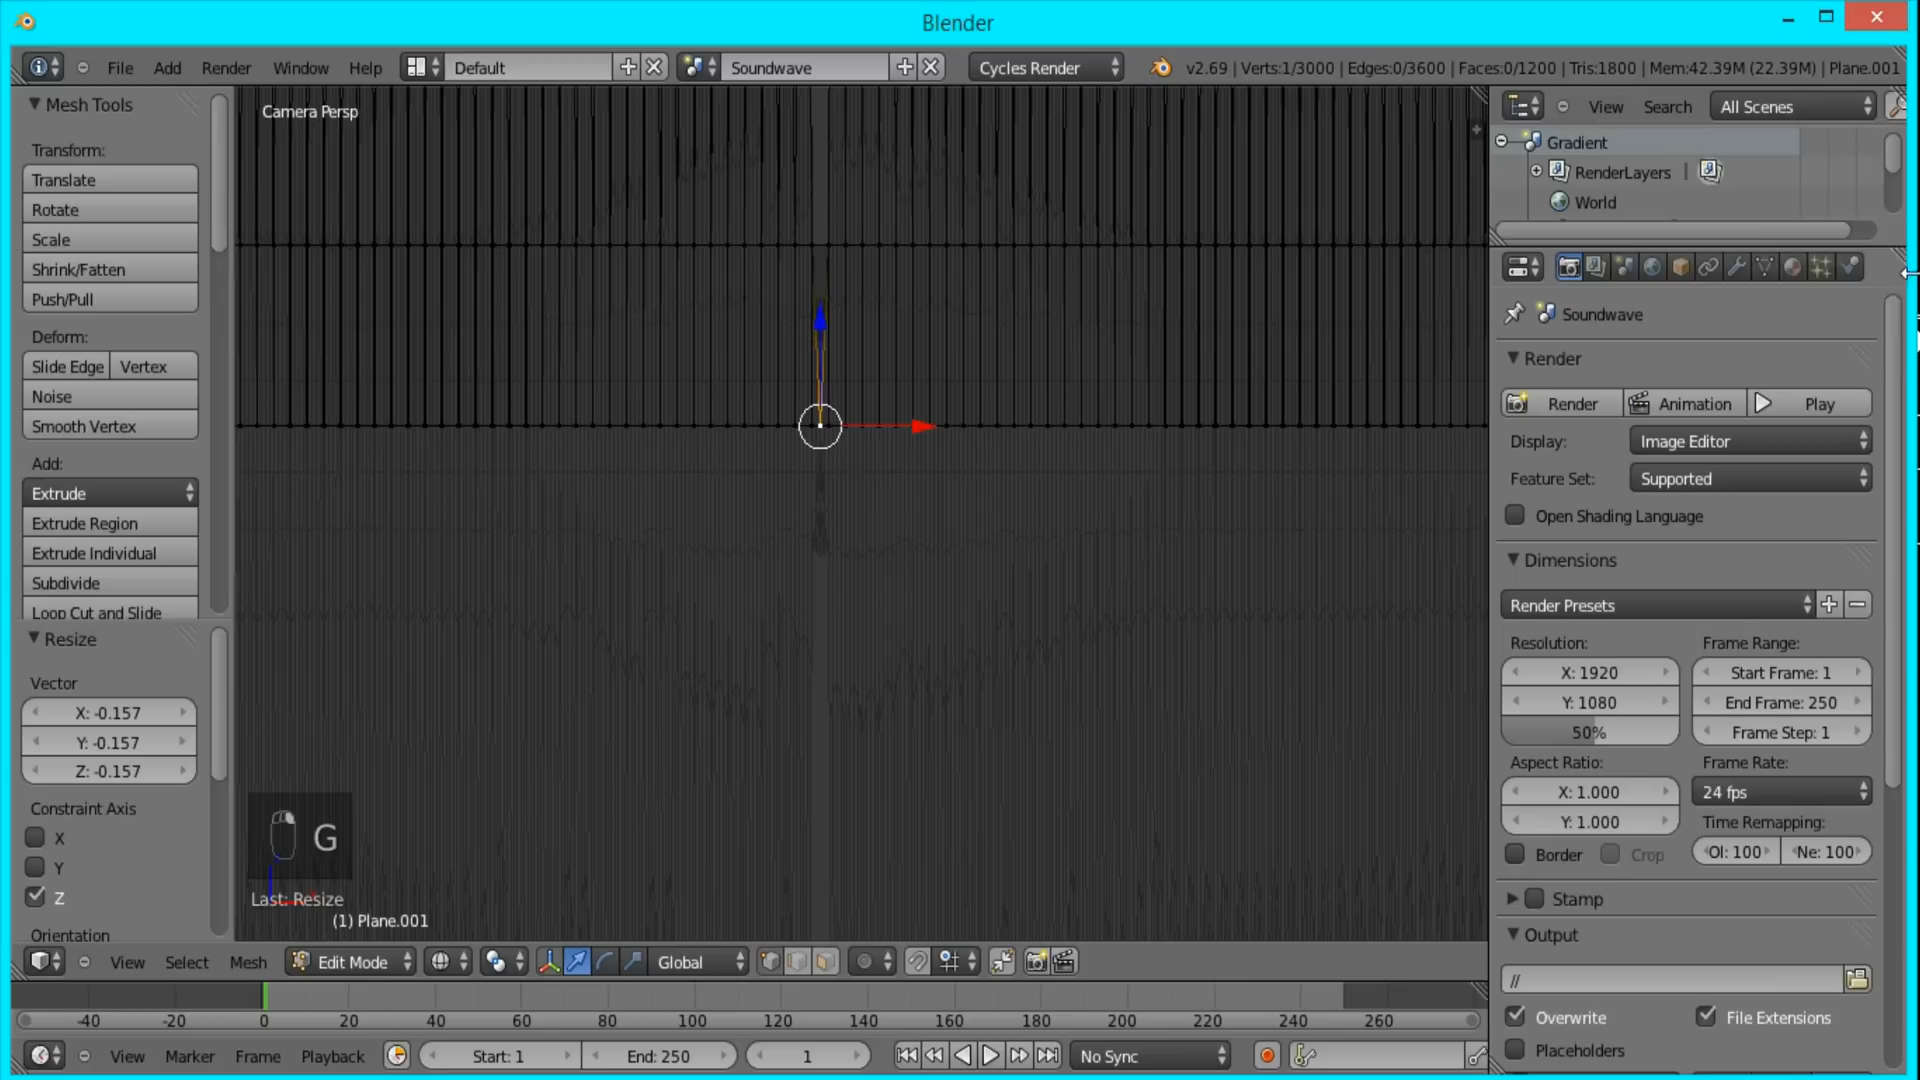 Blender
File Add Render Window Help Default Soundwave Cycles Render v2.69 | Verts:1/3000 | Edges:0/3600 | Faces:0/1200 | Tris:1800 | Mem:42.39M (22.39M) | Plane.001
Mesh Tools
Transform:
Translate
Rotate
Scale
Shrink/Fatten
Push/Pull
Deform:
Slide Edge Vertex
Noise
Smooth Vertex
Add:
Extrude
Extrude Region
Extrude Individual
Subdivide
Loop Cut and Slide
Resize
Vector
X: -0.157
Y: -0.157
Z: -0.157
Constraint Axis
X
Y
Z
Orientation
Camera Persp
G
Last: Resize
(1) Plane.001
View Select Mesh Edit Mode Global
-40 -20 0 20 40 60 80 100 120 140 160 180 200 220 240 260
View Marker Frame Playback Start: 1 End: 250 1 No Sync
View Search All Scenes
Gradient
RenderLayers |
World
Soundwave
Render
Render Animation Play
Display: Image Editor
Feature Set: Supported
Open Shading Language
Dimensions
Render Presets
Resolution: Frame Range:
X: 1920 Start Frame: 1
Y: 1080 End Frame: 250
50% Frame Step: 1
Aspect Ratio: Frame Rate:
X: 1.000 24 fps
Y: 1.000 Time Remapping:
Border Crop Ol: 100 Ne: 100
Stamp
Output
//
Overwrite File Extensions
Placeholders